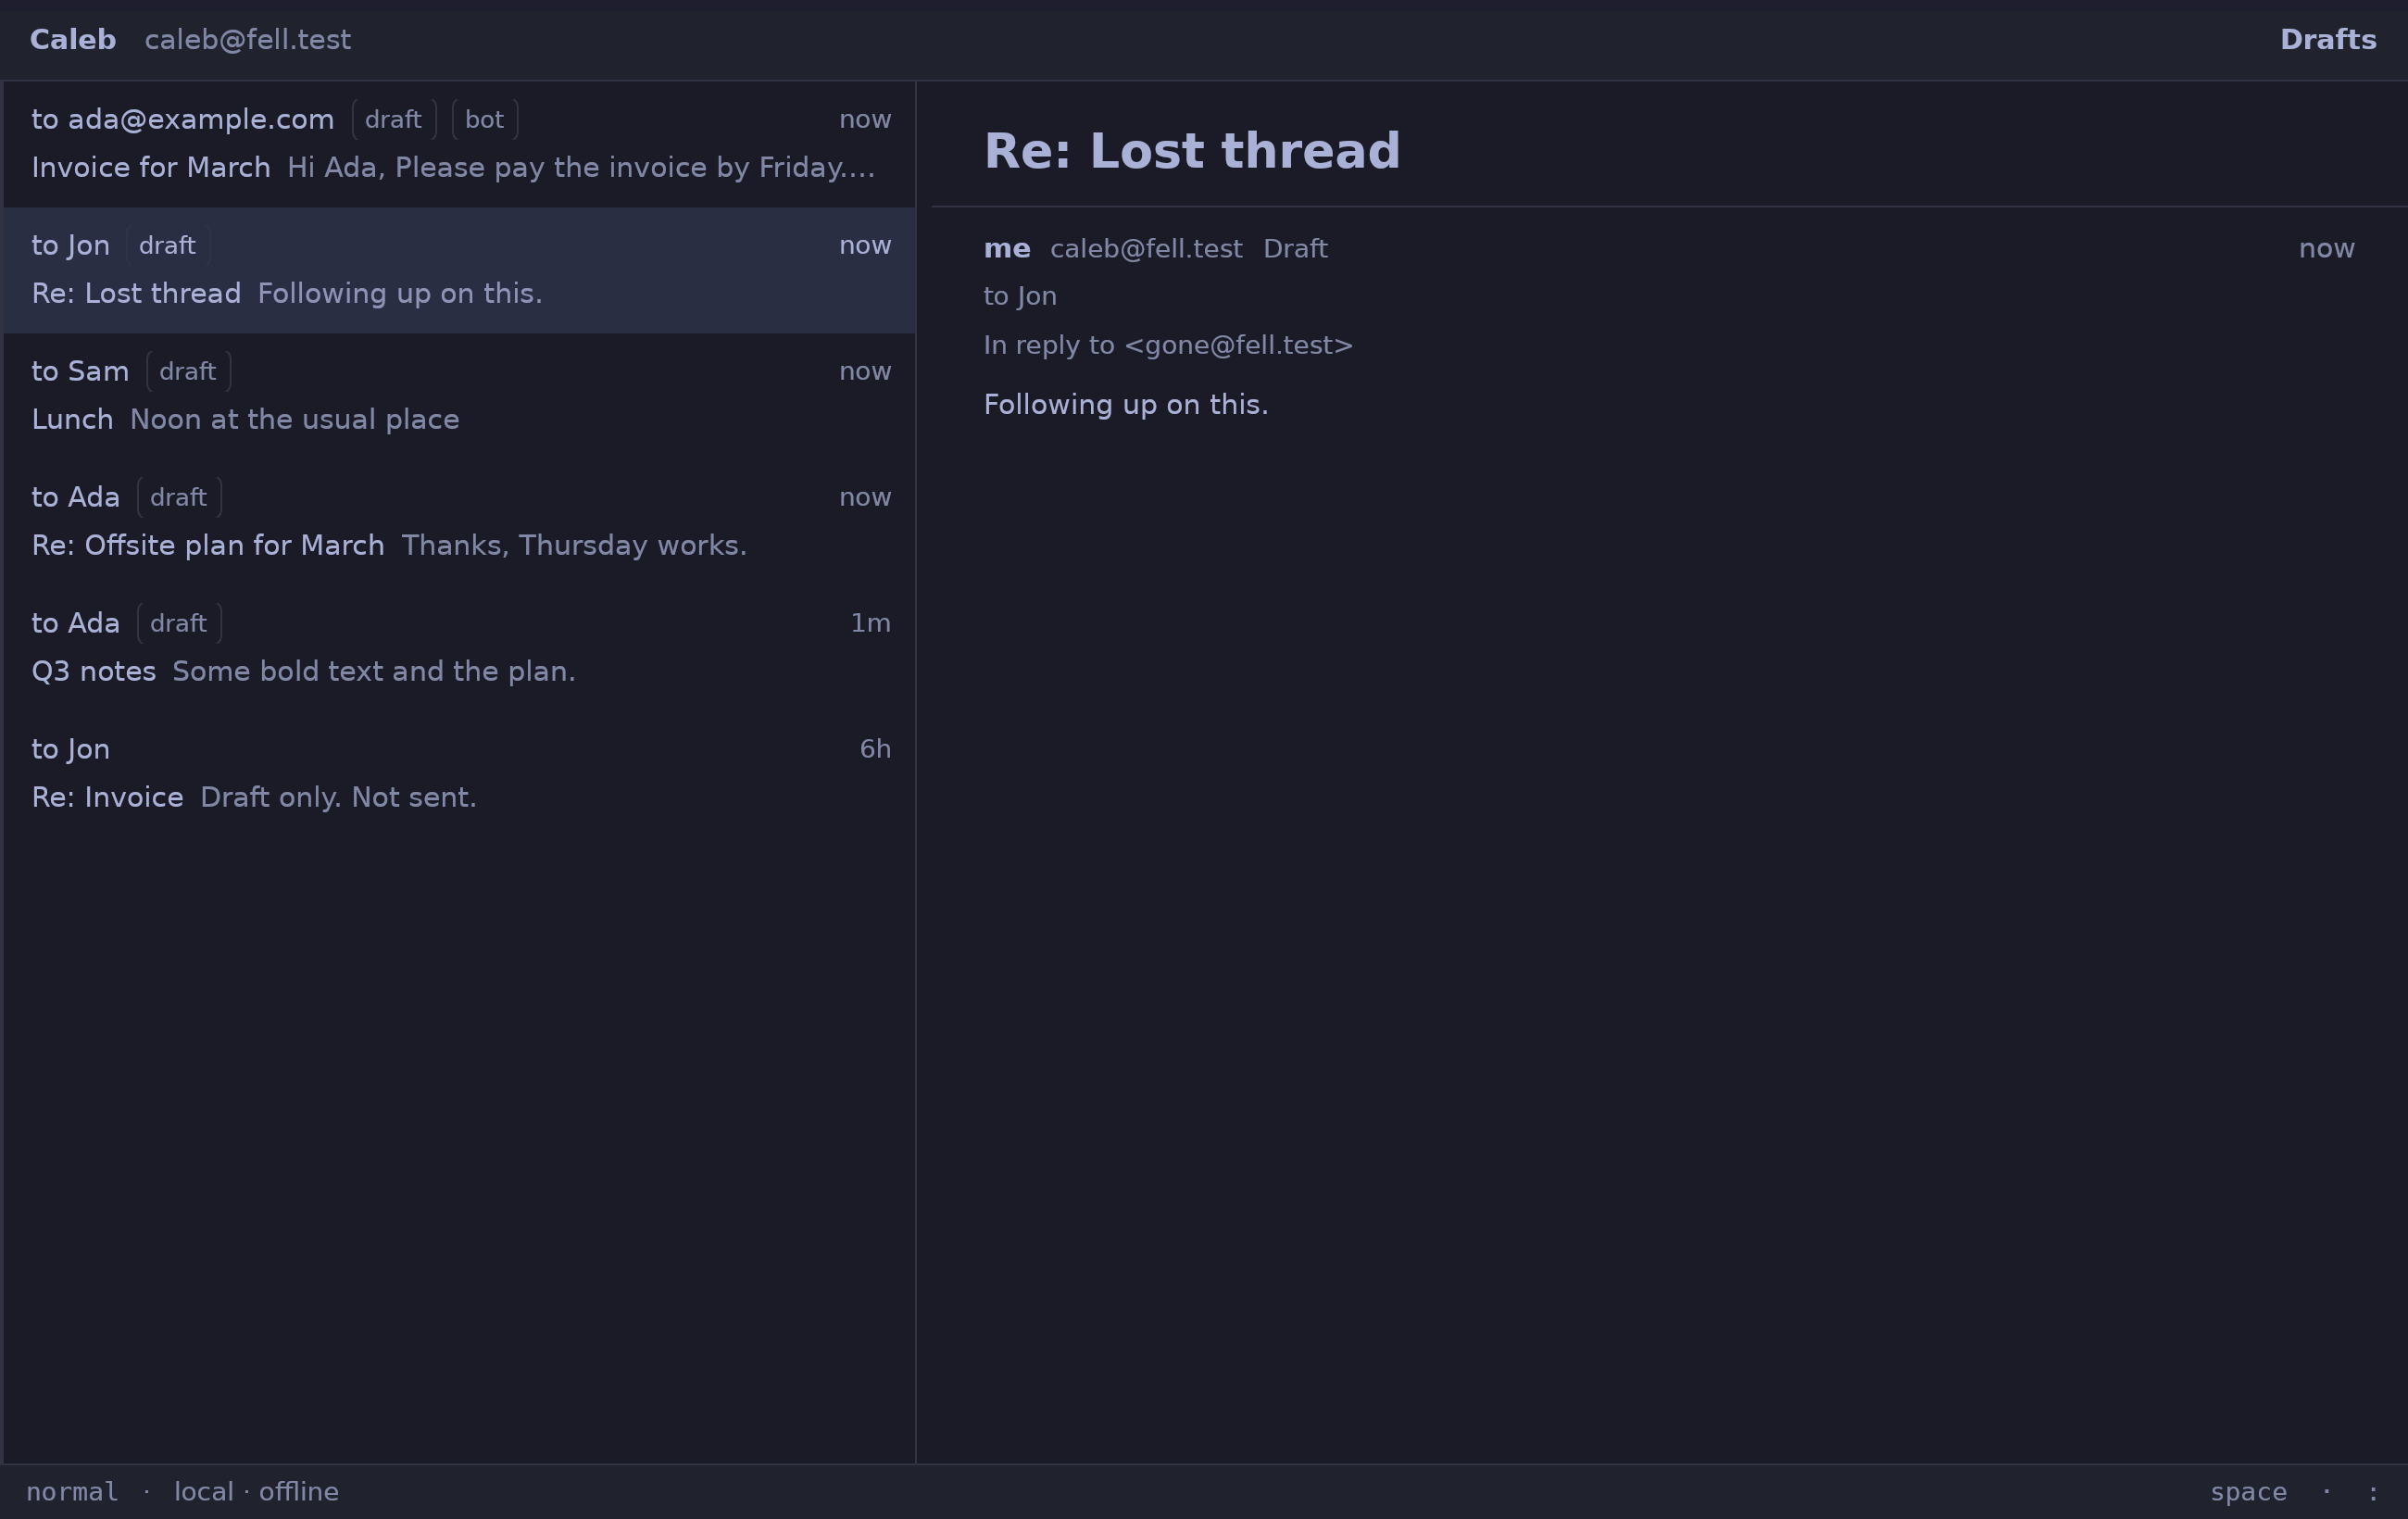 Caleb caleb@fell.test Drafts
to ada@example.com draft bot now
Invoice for March Hi Ada, Please pay the invoice by Friday....
to Jon draft now
Re: Lost thread Following up on this.
to Sam draft now
Lunch Noon at the usual place
to Ada draft now
Re: Offsite plan for March Thanks, Thursday works.
to Ada draft 1m
Q3 notes Some bold text and the plan.
to Jon 6h
Re: Invoice Draft only. Not sent.
Re: Lost thread
me caleb@fell.test Draft now
to Jon
In reply to <gone@fell.test>
Following up on this.
normal · local · offline space · :